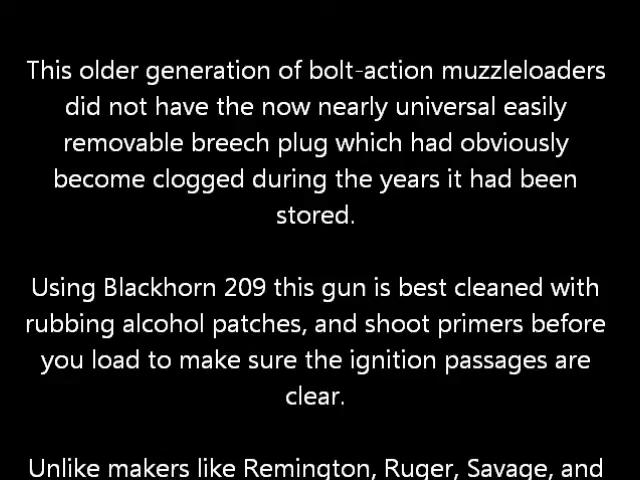 This older generation of bolt-action muzzleloaders
did not have the now nearly universal easily
removable breech plug which had obviously
become clogged during the years it had been
stored.
Using Blackhorn 209 this gun is best cleaned with
rubbing alcohol patches, and shoot primers before
you load to make sure the ignition passages are
clear.
Unlike makers like Remington, Ruger, Savage, and